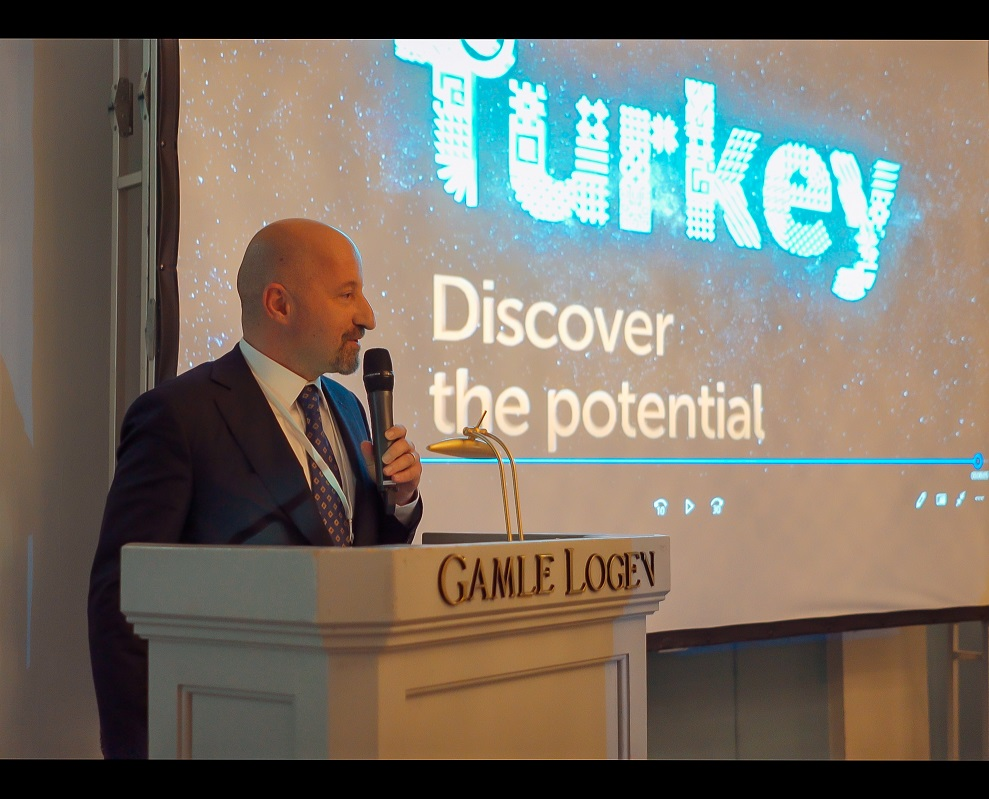 Turkey
Discover
the potential
GAMLE LOGEN